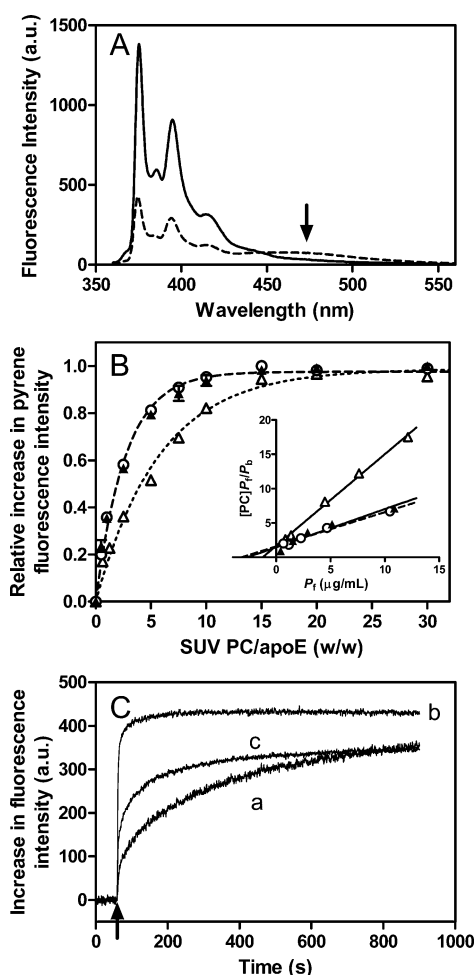 A
Fluorescence Intensity (a.u.)
1500
1000
500
0
350 400 450 500 550
Wavelength (nm)
B
Relative increase in pyrene
fluorescence intensity
1.0
0.8
0.6
0.4
0.2
0.0
0 5 10 15 20 25 30
SUV PC/apoE (w/w)
[PC]Pf/Pb
20
15
10
5
0 5 10 15
Pf (μg/mL)
C
Increase in fluorescence
intensity (a.u.)
500
400
300
200
100
0
b
c
a
0 200 400 600 800 1000
Time (s)